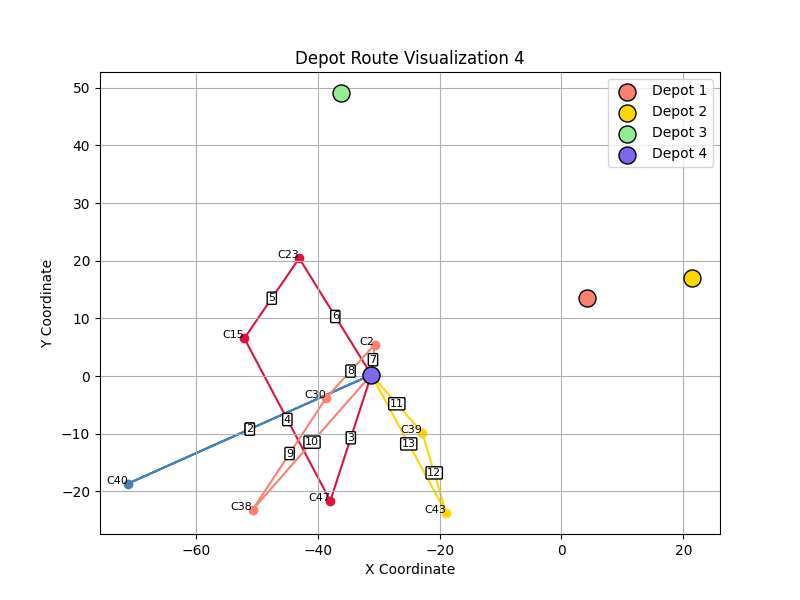 Depot Route Visualization 4
Depot 1
Depot 2
Depot 3
Depot 4
Y Coordinate
50
40
30
20
10
0
−10
−20
C23
5
6
C15
C2
7
8
C30
11
4
2
3
C39
10
13
9
12
C40
C47
C38
C43
−60
−40
−20
0
20
X Coordinate